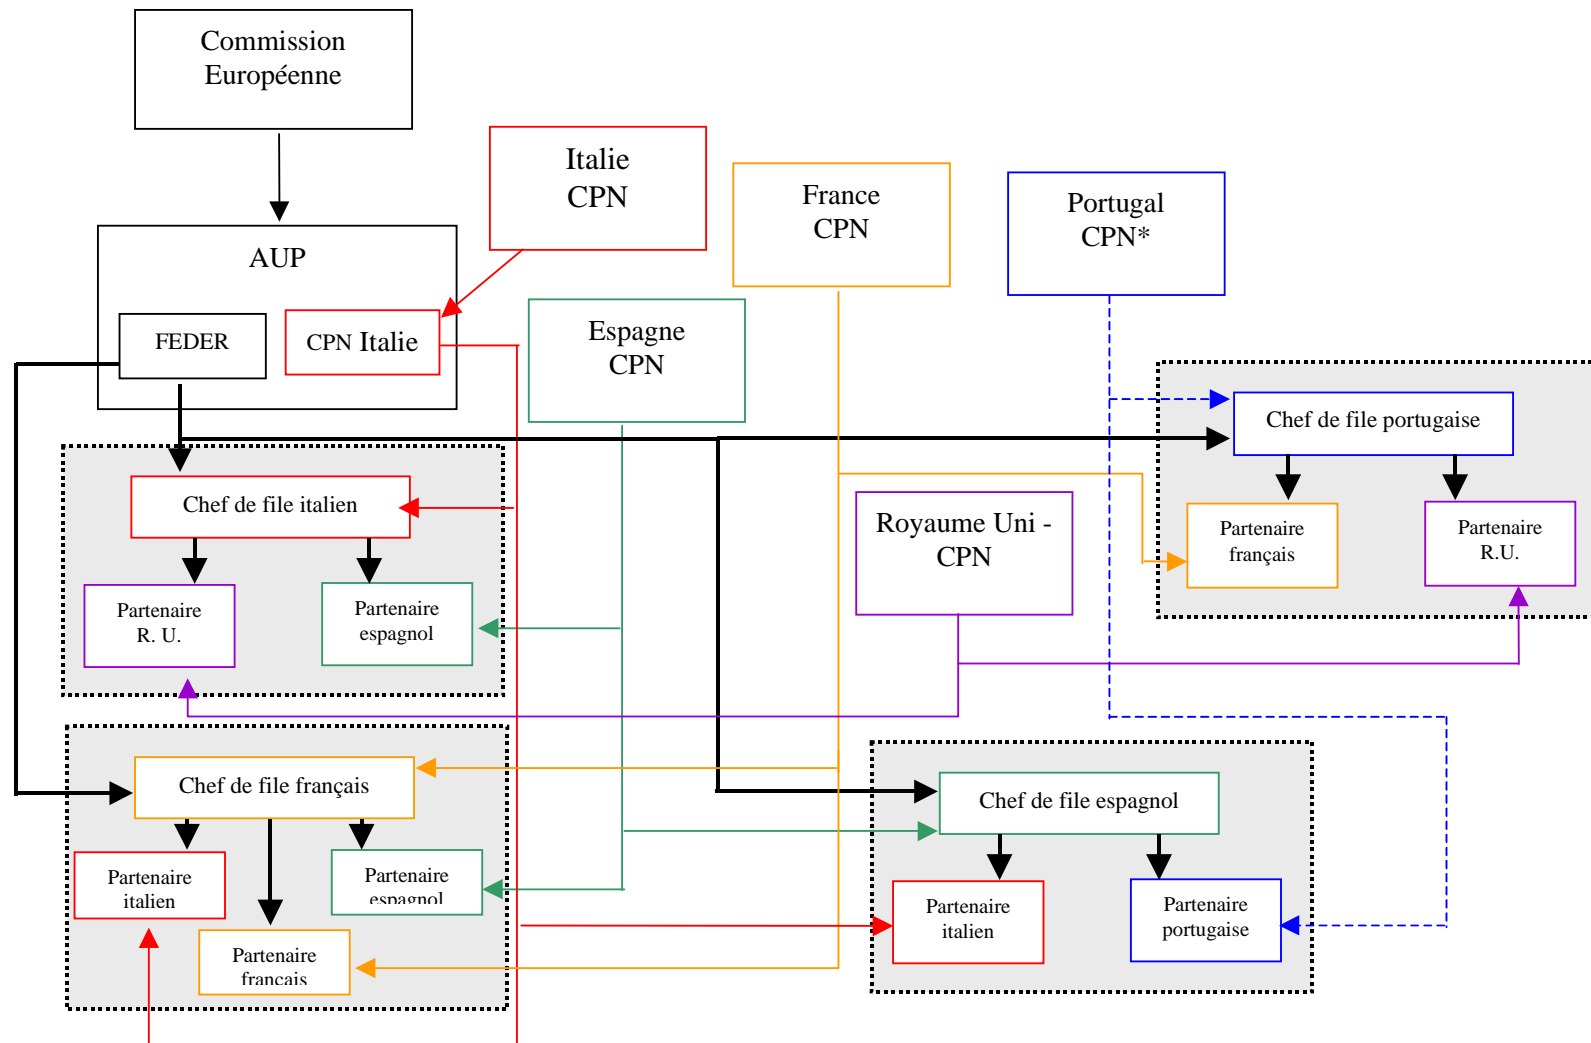 Commission
Européenne
Italie
CPN
France
CPN
Portugal
CPN*
AUP
FEDER
CPN Italie
Espagne
CPN
Chef de file portugaise
Partenaire
français
Partenaire
R.U.
Chef de file italien
Partenaire
R. U.
Partenaire
espagnol
Royaume Uni -
CPN
Chef de file français
Partenaire
italien
Partenaire
espagnol
Partenaire
français
Chef de file espagnol
Partenaire
italien
Partenaire
portugaise